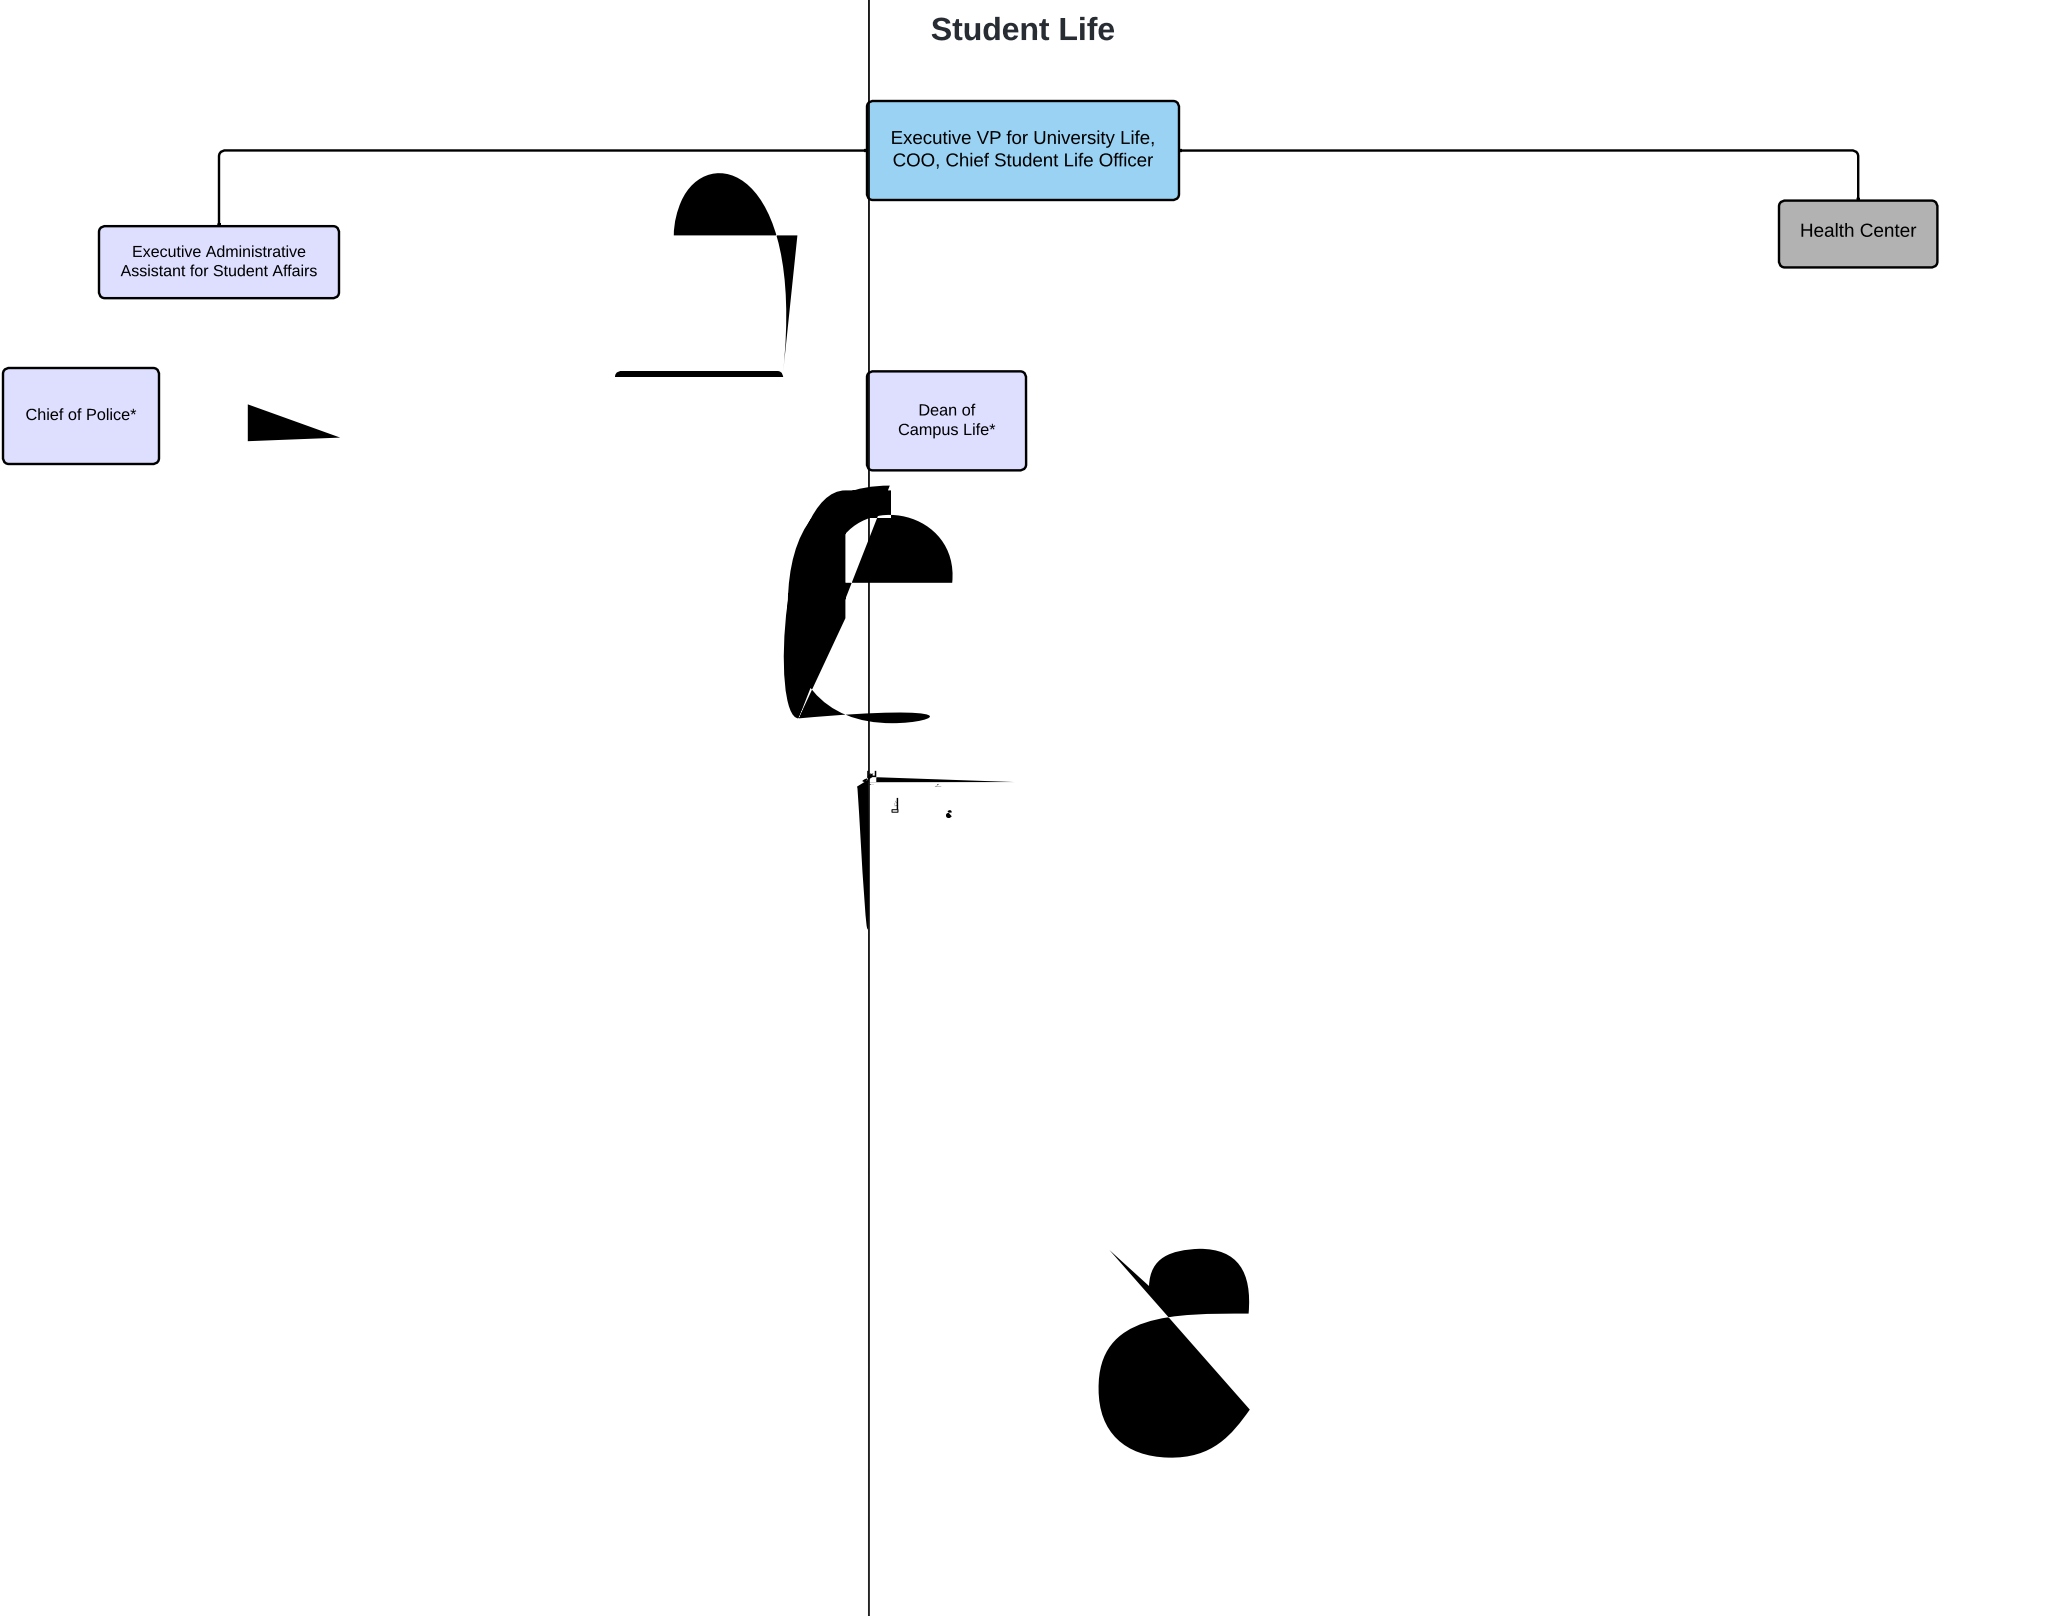 Student Life
Executive VP for University Life,
COO, Chief Student Life Officer
Executive Administrative
Assistant for Student Affairs
Health Center
Chief of Police*
Dean of
Campus Life*